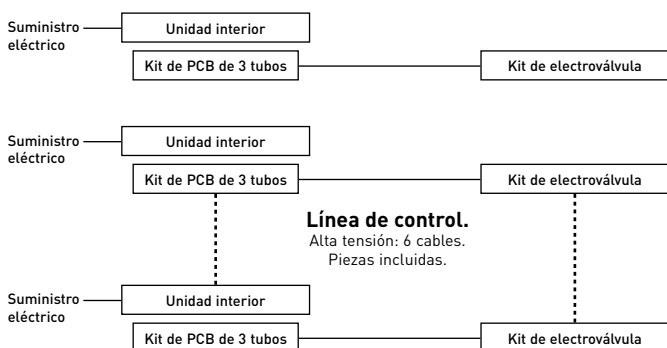 Suministro
eléctrico
Unidad interior
Kit de PCB de 3 tubos
Kit de electroválvula
Suministro
eléctrico
Unidad interior
Kit de PCB de 3 tubos
Kit de electroválvula
Línea de control.
Alta tensión: 6 cables.
Piezas incluidas.
Suministro
eléctrico
Unidad interior
Kit de PCB de 3 tubos
Kit de electroválvula